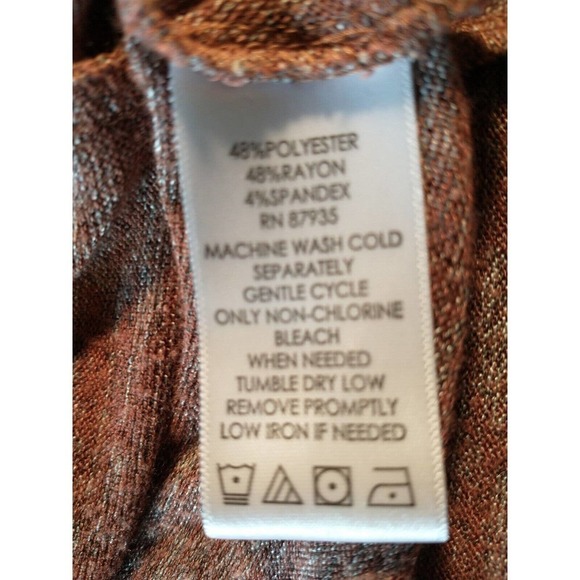 48%POLYESTER
48%RAYON
4%SPANDEX
RN 87935
MACHINE WASH COLD
SEPARATELY
GENTLE CYCLE
ONLY NON-CHLORINE
BLEACH
WHEN NEEDED
TUMBLE DRY LOW
REMOVE PROMPTLY
LOW IRON IF NEEDED